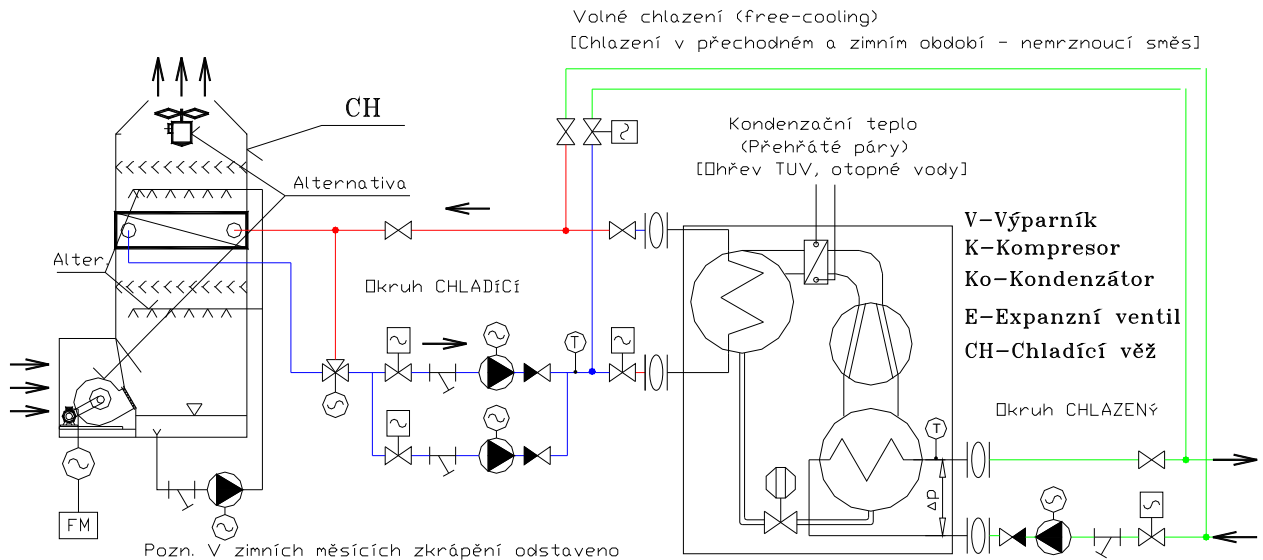 Volné chlazení (free-cooling)
[Chlazení v přechodném a zimním období - nemrznoucí směs]
CH
Kondenzační teplo
(Přehřáté páry)
[Ohřev TUV, otopné vody]
Alternativa
V-Výparník
K-Kompresor
Ko-Kondenzátor
E-Expanzní ventil
CH-Chladící věž
Alter.
Okruh CHLADÍCÍ
T
Okruh CHLAZENÝ
T
Δp
FM
Pozn. V zimních měsících zkrápění odstaveno